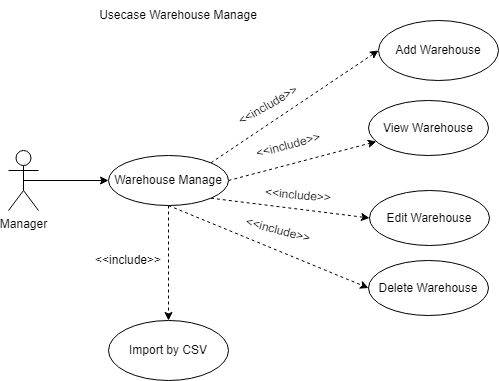 Usecase Warehouse Manage
Add Warehouse
<<include>>
View Warehouse
<<include>>
Warehouse Manage
<<include>>
Manager
Edit Warehouse
<<include>>
<<include>>
Delete Warehouse
Import by CSV